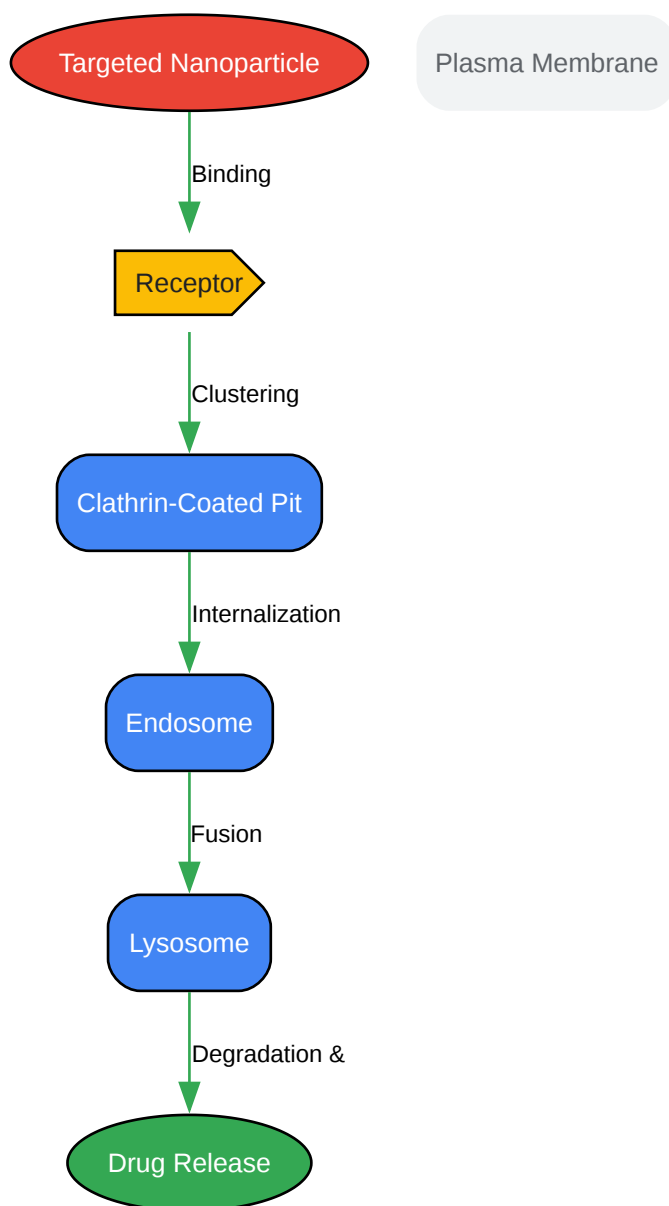 Targeted Nanoparticle
Plasma Membrane
Binding
Receptor
Clustering
Clathrin-Coated Pit
Internalization
Endosome
Fusion
Lysosome
Degradation &
Drug Release